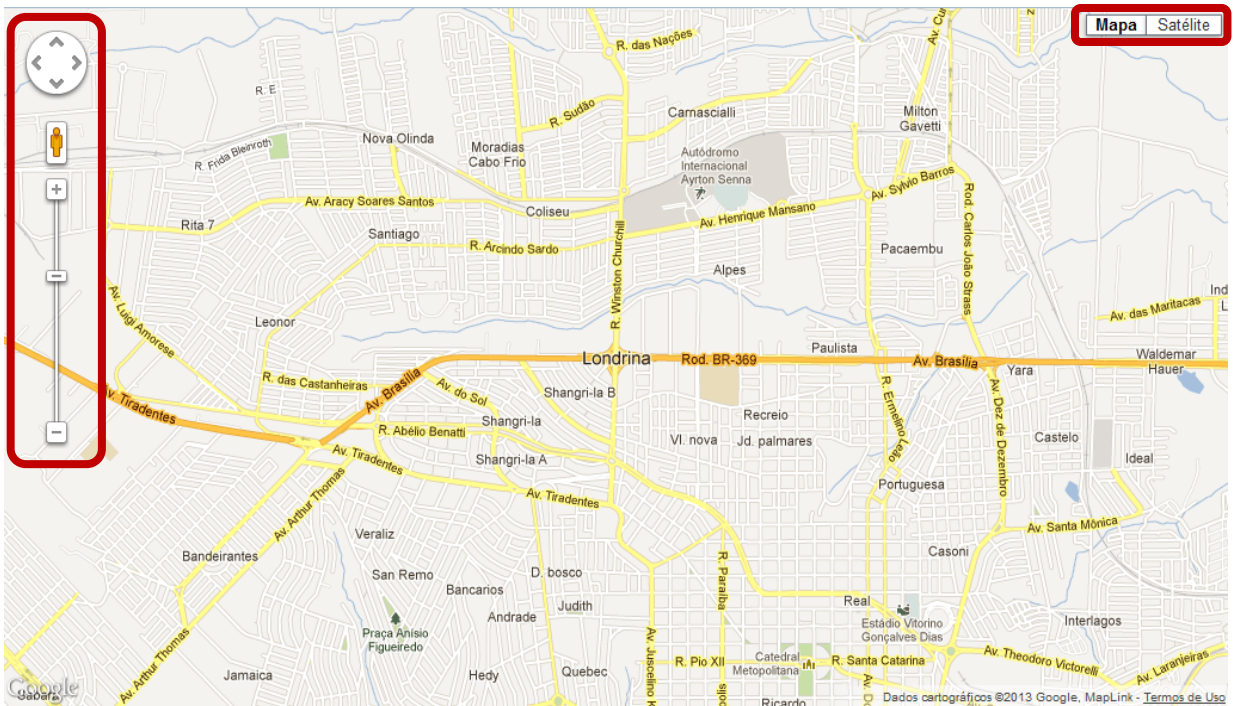 Mapa
Satélite
R. das Nações
Av. Cu
R. E
R. Sudão
Carnascialli
Milton
Gavetti
Nova Olinda
Moradias
Cabo Frio
R. Frida Bleinroth
Autódromo
Internacional
Ayrton Senna
Av. Sylvio Barros
Av. Aracy Soares Santos
Coliseu
Av. Henrique Mansano
Rod. Carlos João Strass
Rita 7
Santiago
R. Arcindo Sardo
R. Winston Churchill
Pacaembu
Alpes
Ind
L
Av. das Maritacas
Av. Luigi Amorese
Leonor
Londrina
Rod. BR-369
Paulista
Av. Brasília
Yara
Waldemar
Hauer
R. das Castanheiras
Av. Brasília
Av. do Sol
Shangri-la B
Av. Tiradentes
R. Ermelino Leão
Av. Dez de Dezembro
Recreio
Shangri-la
R. Abélio Benatti
Vl. nova
Jd. palmares
Castelo
Ideal
Av. Tiradentes
Shangri-la A
Portuguesa
Av. Arthur Thomas
Av. Tiradentes
Av. Santa Mônica
Veraliz
Bandeirantes
Casoni
San Remo
D. bosco
R. Paraíba
Bancarios
Judith
Real
Andrade
Estádio Vitorino
Gonçalves Dias
Interlagos
Praça Anísio
Figueiredo
Av. Arthur Thomas
Av. Juscelino K
R. Pio XII
Catedral
Metropolitana
R. Santa Catarina
Av. Theodoro Victorelli
Av. Laranjeiras
Jamaica
Hedy
Quebec
Google
Sabará
Ricardo
Dados cartográficos ©2013 Google, MapLink - Termos de Uso